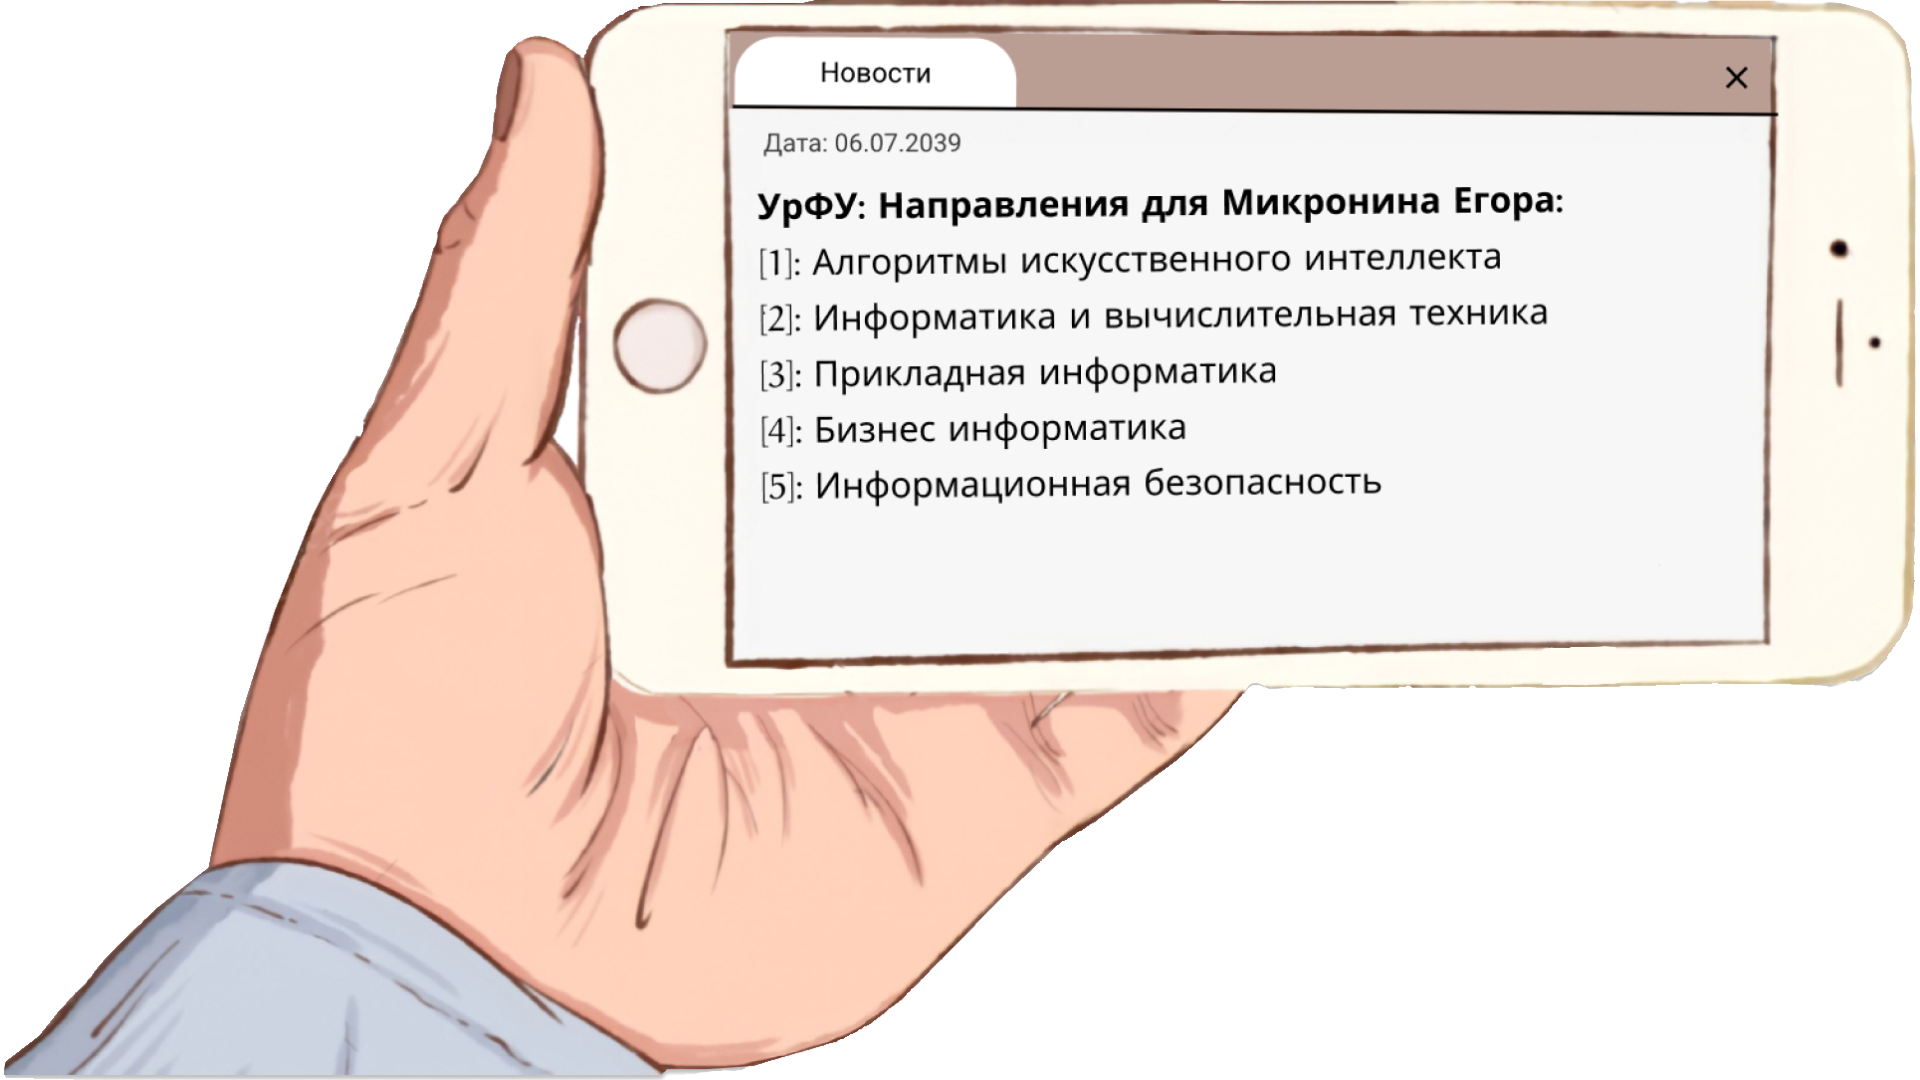 Новости
Дата: 06.07.2039
УрФУ: Направления для Микронина Егора:
[1]: Алгоритмы искусственного интеллекта
[2]: Информатика и вычислительная техника
[3]: Прикладная информатика
[4]: Бизнес информатика
[5]: Информационная безопасность